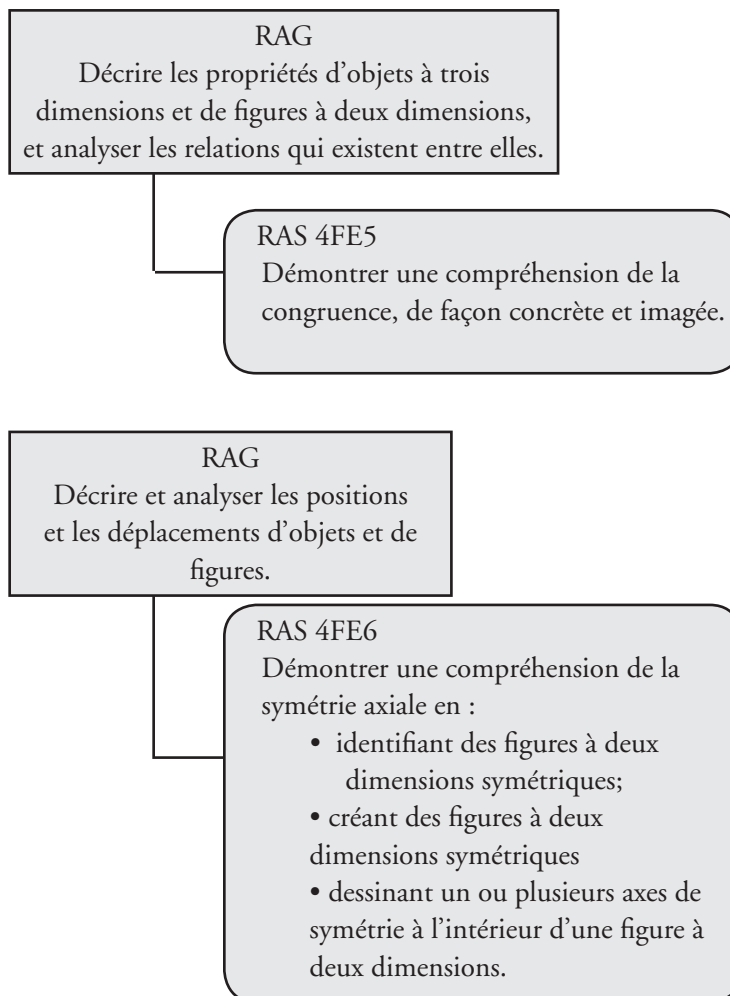 RAG
Décrire les propriétés d'objets à trois
dimensions et de figures à deux dimensions,
et analyser les relations qui existent entre elles.
RAS 4FE5
Démontrer une compréhension de la
congruence, de façon concrète et imagée.
RAG
Décrire et analyser les positions
et les déplacements d'objets et de
figures.
RAS 4FE6
Démontrer une compréhension de la
symétrie axiale en :
• identifiant des figures à deux
dimensions symétriques;
• créant des figures à deux
dimensions symétriques
• dessinant un ou plusieurs axes de
symétrie à l'intérieur d'une figure à
deux dimensions.